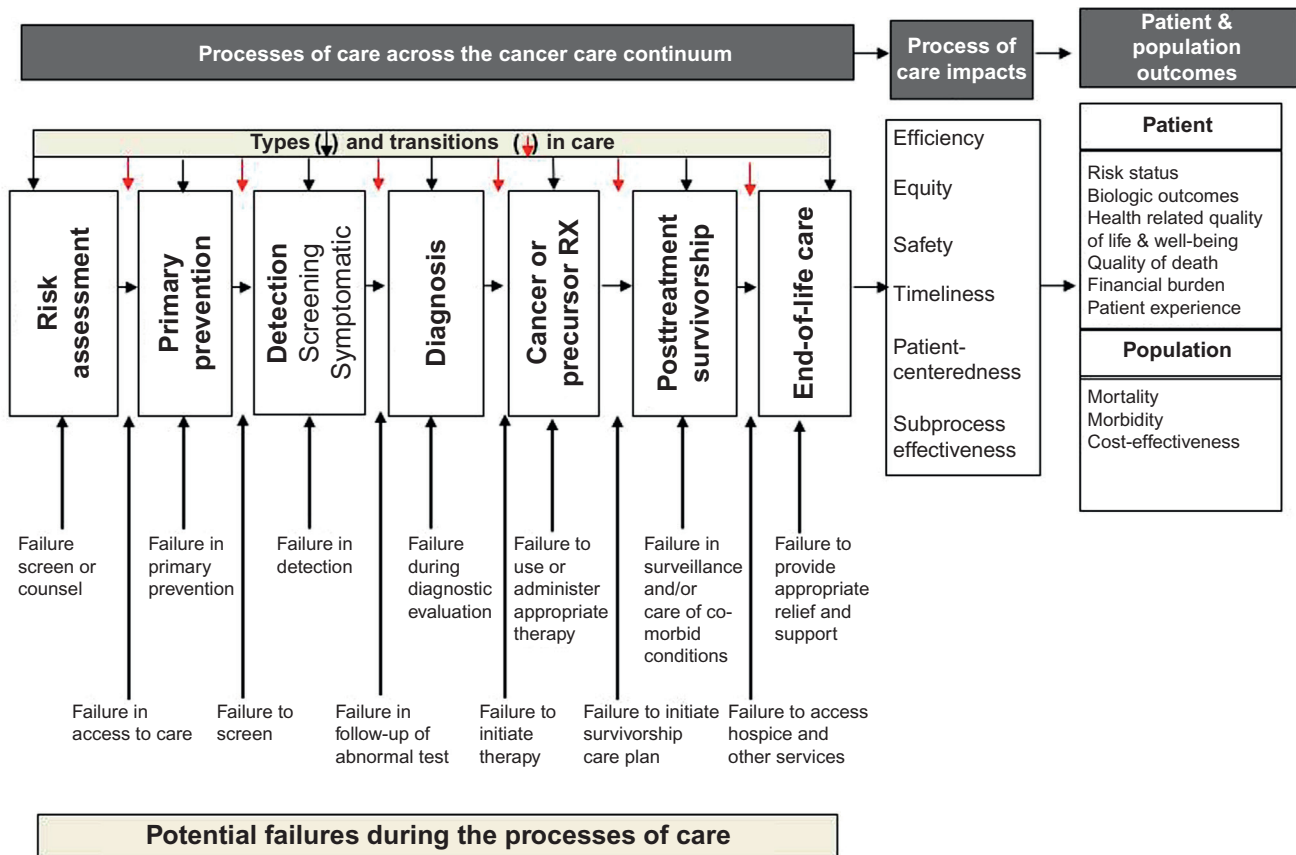 Processes of care across the cancer care continuum
Process of
care impacts
Patient &
population
outcomes
Types (↓) and transitions (↓) in care
Risk
assessment
Primary
prevention
Detection
Screening
Symptomatic
Diagnosis
Cancer or
precursor RX
Posttreatment
survivorship
End-of-life care
Efficiency
Equity
Safety
Timeliness
Patient-
centeredness
Subprocess
effectiveness
Patient
Risk status
Biologic outcomes
Health related quality
of life & well-being
Quality of death
Financial burden
Patient experience
Population
Mortality
Morbidity
Cost-effectiveness
Failure
screen or
counsel
Failure in
primary
prevention
Failure in
detection
Failure
during
diagnostic
evaluation
Failure to
use or
administer
appropriate
therapy
Failure in
surveillance
and/or
care of co-
morbid
conditions
Failure to
provide
appropriate
relief and
support
Failure in
access to care
Failure to
screen
Failure in
follow-up of
abnormal test
Failure to
initiate
therapy
Failure to initiate
survivorship
care plan
Failure to access
hospice and
other services
Potential failures during the processes of care